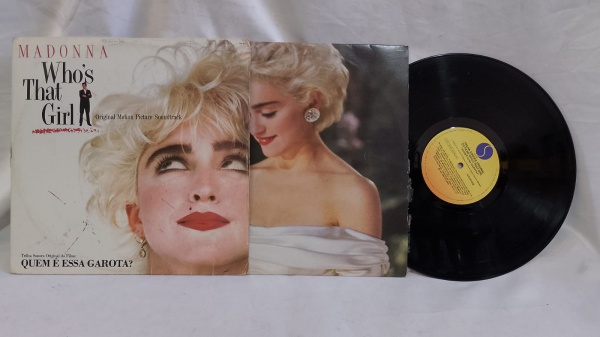 MADONNA
Who's
That
Girl
Original Motion Picture Soundtrack
Trilha Sonora Original do Filme
QUEM É ESSA GAROTA?